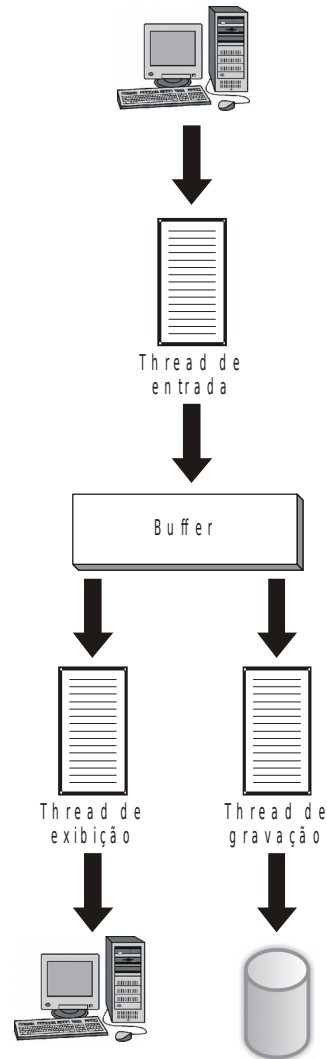 Thread de
entrada
Buffer
Thread de
exibição
Thread de
gravação